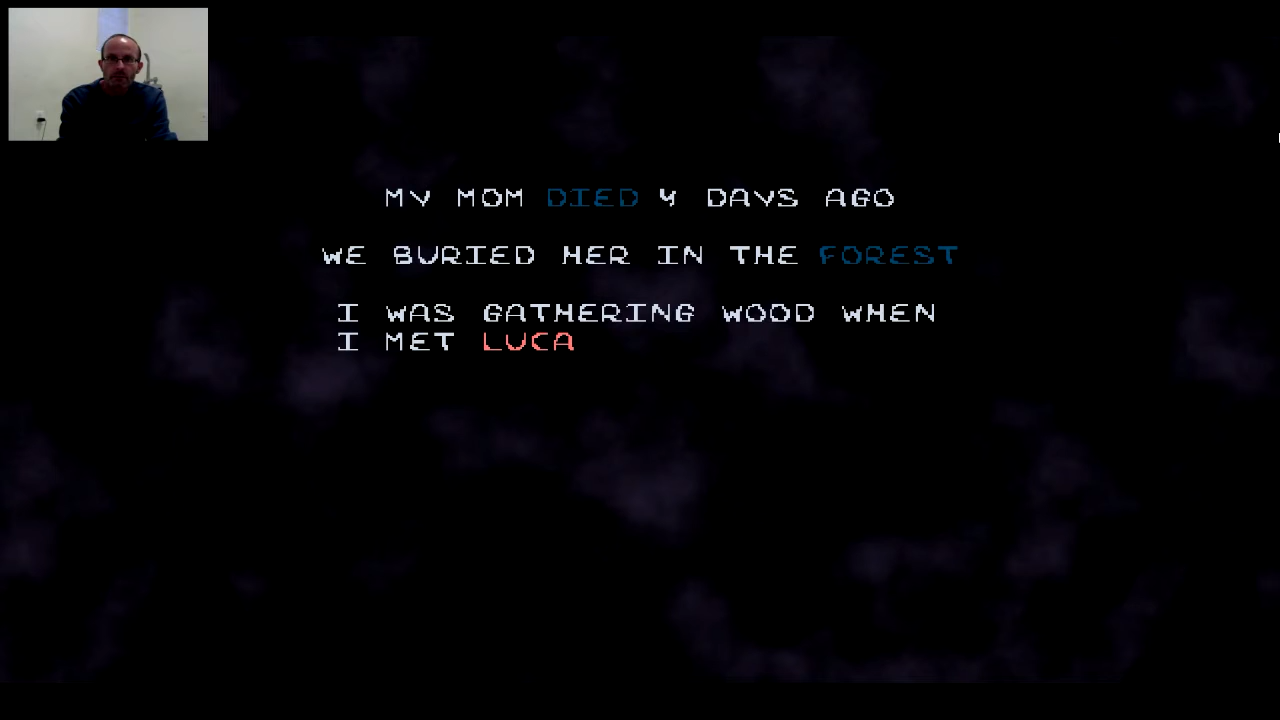 MY MOM DIED 4 DAYS AGO
WE BURIED HER IN THE FOREST
I WAS GATHERING WOOD WHEN
I MET LUCA